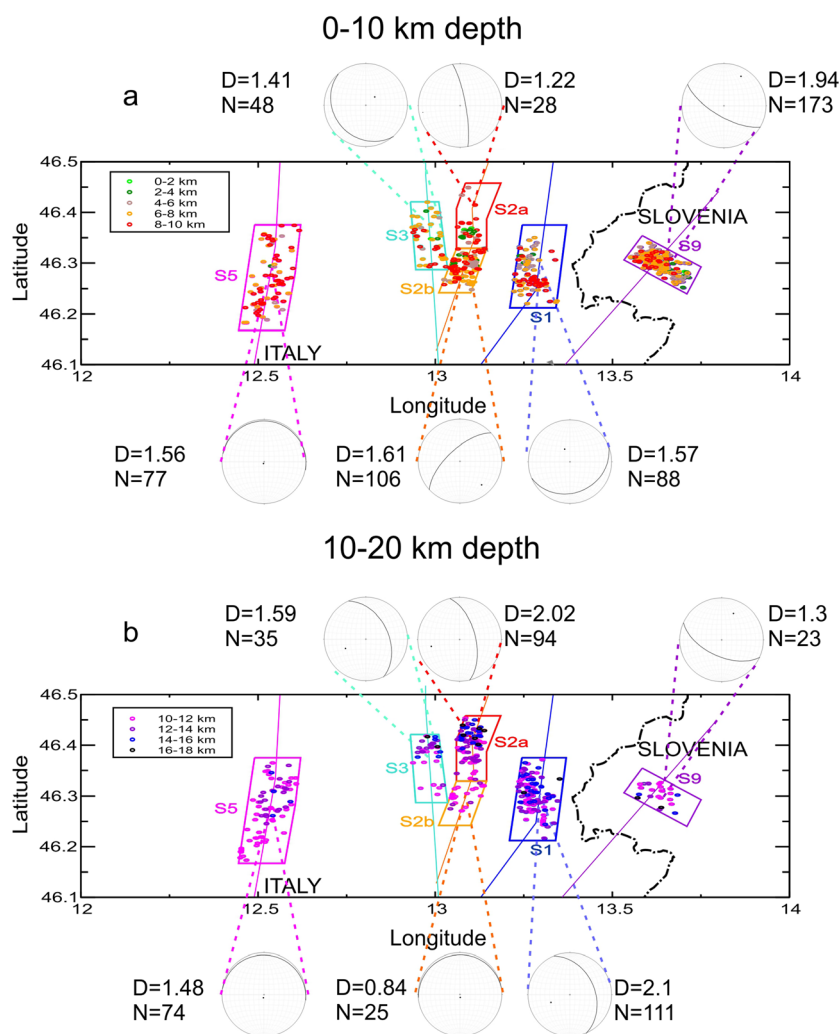 0-10 km depth
a
D=1.41
N=48
D=1.22
N=28
D=1.94
N=173
46.5
46.4
46.3
46.2
46.1
Latitude
0-2 km
2-4 km
4-6 km
6-8 km
8-10 km
S5
S3
S2a
S2b
S1
S9
SLOVENIA
ITALY
12
12.5
13
13.5
14
Longitude
D=1.56
N=77
D=1.61
N=106
D=1.57
N=88
10-20 km depth
b
D=1.59
N=35
D=2.02
N=94
D=1.3
N=23
46.5
46.4
46.3
46.2
46.1
Latitude
10-12 km
12-14 km
14-16 km
16-18 km
S5
S3
S2a
S2b
S1
S9
SLOVENIA
ITALY
12
12.5
13
13.5
14
Longitude
D=1.48
N=74
D=0.84
N=25
D=2.1
N=111